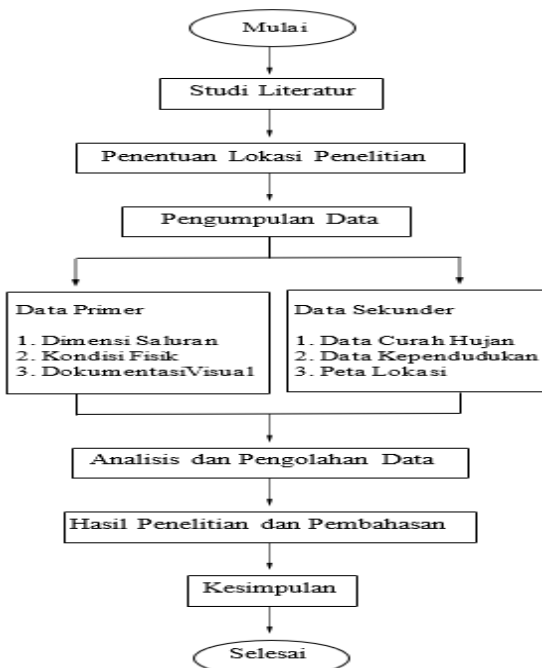 Mulai
Studi Literatur
Penentuan Lokasi Penelitian
Pengumpulan Data
Data Primer
1. Dimensi Saluran
2. Kondisi Fisik
3. DokumentasiVisual
Data Sekunder
1. Data Curah Hujan
2. Data Kependudukan
3. Peta Lokasi
Analisis dan Pengolahan Data
Hasil Penelitian dan Pembahasan
Kesimpulan
Selesai